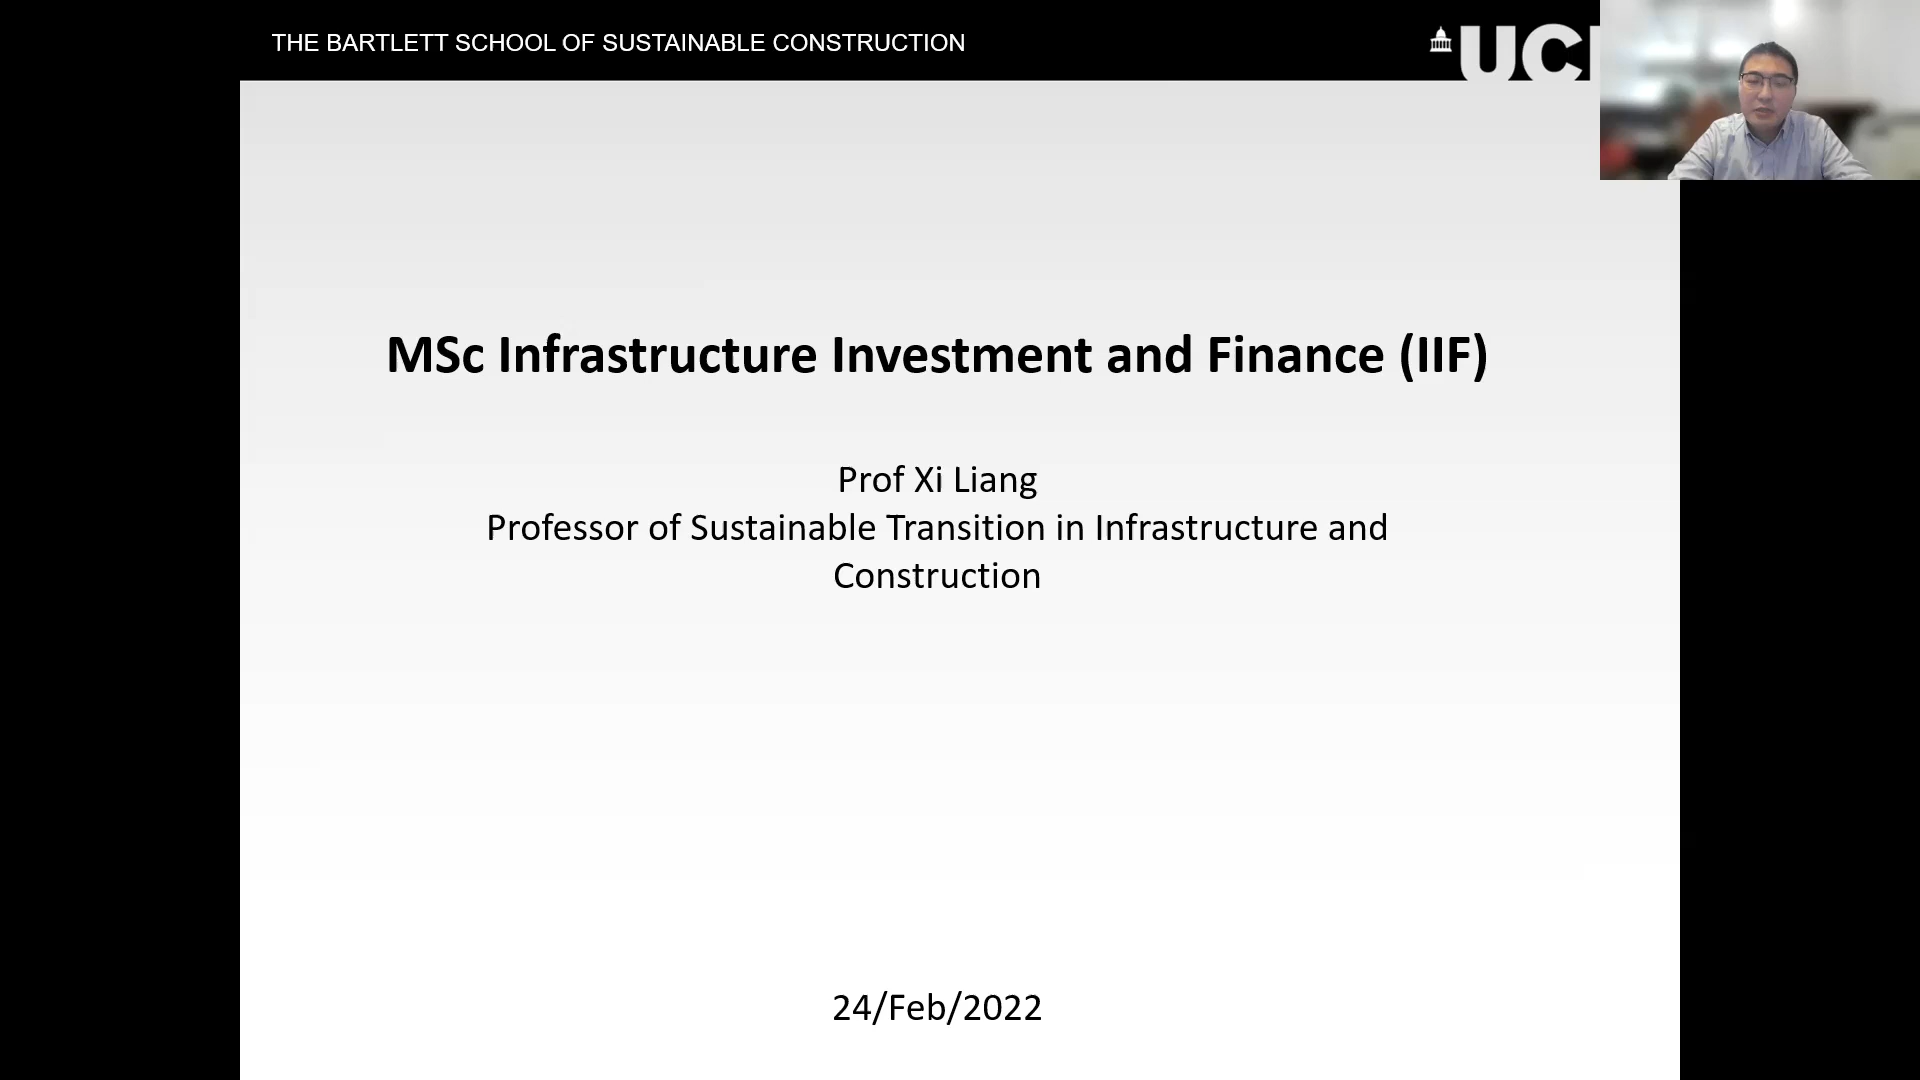 THE BARTLETT SCHOOL OF SUSTAINABLE CONSTRUCTION
UCL
MSc Infrastructure Investment and Finance (IIF)
Prof Xi Liang
Professor of Sustainable Transition in Infrastructure and
Construction
24/Feb/2022